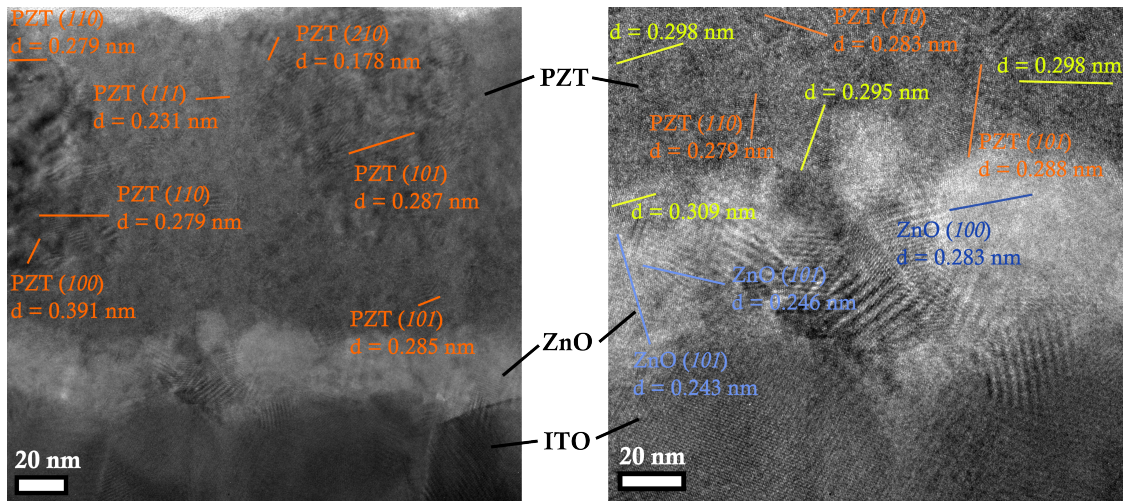 PZT (110)
d = 0.279 nm
PZT (210)
d = 0.178 nm
PZT (111)
d = 0.231 nm
PZT (101)
d = 0.287 nm
PZT (110)
d = 0.279 nm
PZT (100)
d = 0.391 nm
PZT (101)
d = 0.285 nm
20 nm
PZT
ZnO
ITO
d = 0.298 nm
PZT (110)
d = 0.283 nm
d = 0.298 nm
d = 0.295 nm
PZT (110)
d = 0.279 nm
PZT (101)
d = 0.288 nm
d = 0.309 nm
ZnO (100)
d = 0.283 nm
ZnO (101)
d = 0.246 nm
ZnO (101)
d = 0.243 nm
20 nm